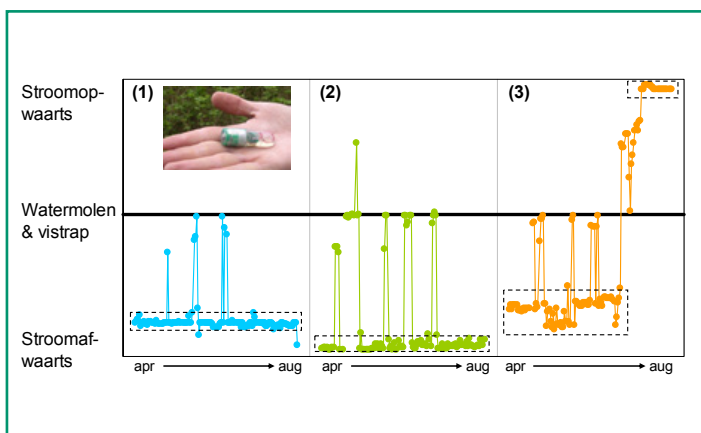 Stroomop-
waarts
(1)
(2)
(3)
Watermolen
& vistrap
Stroomaf-
waarts
apr
aug
apr
aug
apr
aug